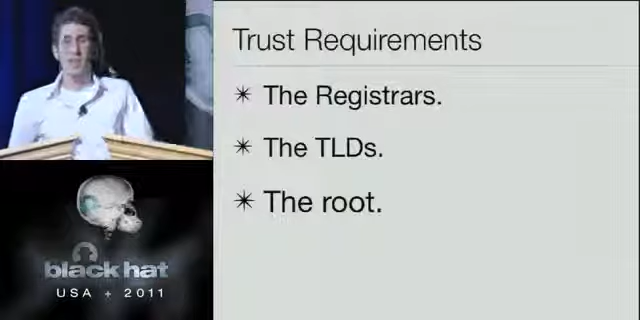 Trust Requirements
✴ The Registrars.
✴ The TLDs.
✴ The root.
black hat
USA + 2011